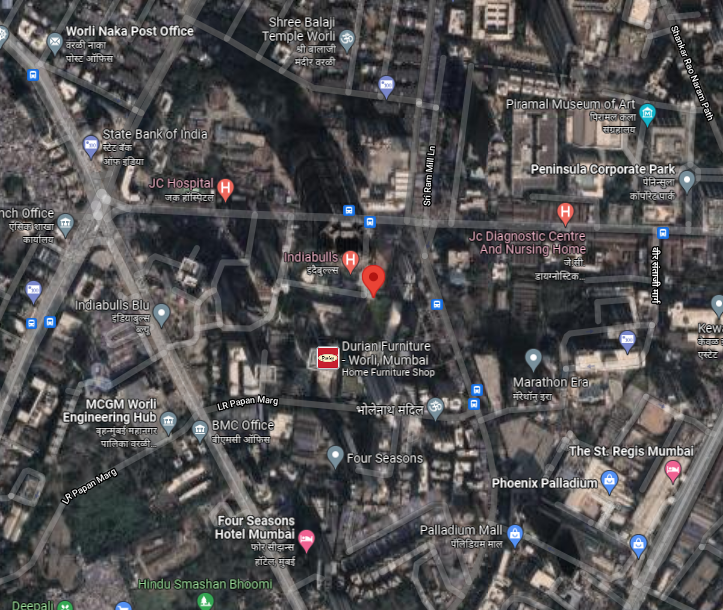 Worli Naka Post Office
वरळी नाका
पोस्ट ऑफिस
Shree Balaji
Temple Worli
श्री बालाजी
मंदीर वरळी
Shankar Rao Naram Path
Piramal Museum of Art
पिरामल कला
संग्रहालय
State Bank of India
स्टेट बँक
ऑफ इंडिया
Sri Ram Mill Ln
Peninsula Corporate Park
पेनिन्सुला
कॉर्पोरेट पार्क
JC Hospital
जक हॉस्पिटल
nch Office
कार्यालय
Jc Diagnostic Centre
And Nursing Home
जे सी
डायग्नोस्टिक...
Indiabulls
इंडैबुल्ल्स
Indiabulls Blu
इंडियाबुल्स
ब्लू
Durian Furniture
- Worli, Mumbai
Home Furniture Shop
Kew
एस्टेट
Marathon Era
मॅरेथॉन इरा
LR Papan Marg
भोलेनाथ मंदिल
MCGM Worli
Engineering Hub
बृहन्मुंबई महानगर
पालिका वरळी...
BMC Office
बीएमसी ऑफिस
Four Seasons
The St. Regis Mumbai
Phoenix Palladium
LR Papan Marg
Four Seasons
Hotel Mumbai
फोर सीझन्स
हॉटेल मुंबई
Palladium Mall
पॅलेडियम माल
Hindu Smashan Bhoomi
Deepali